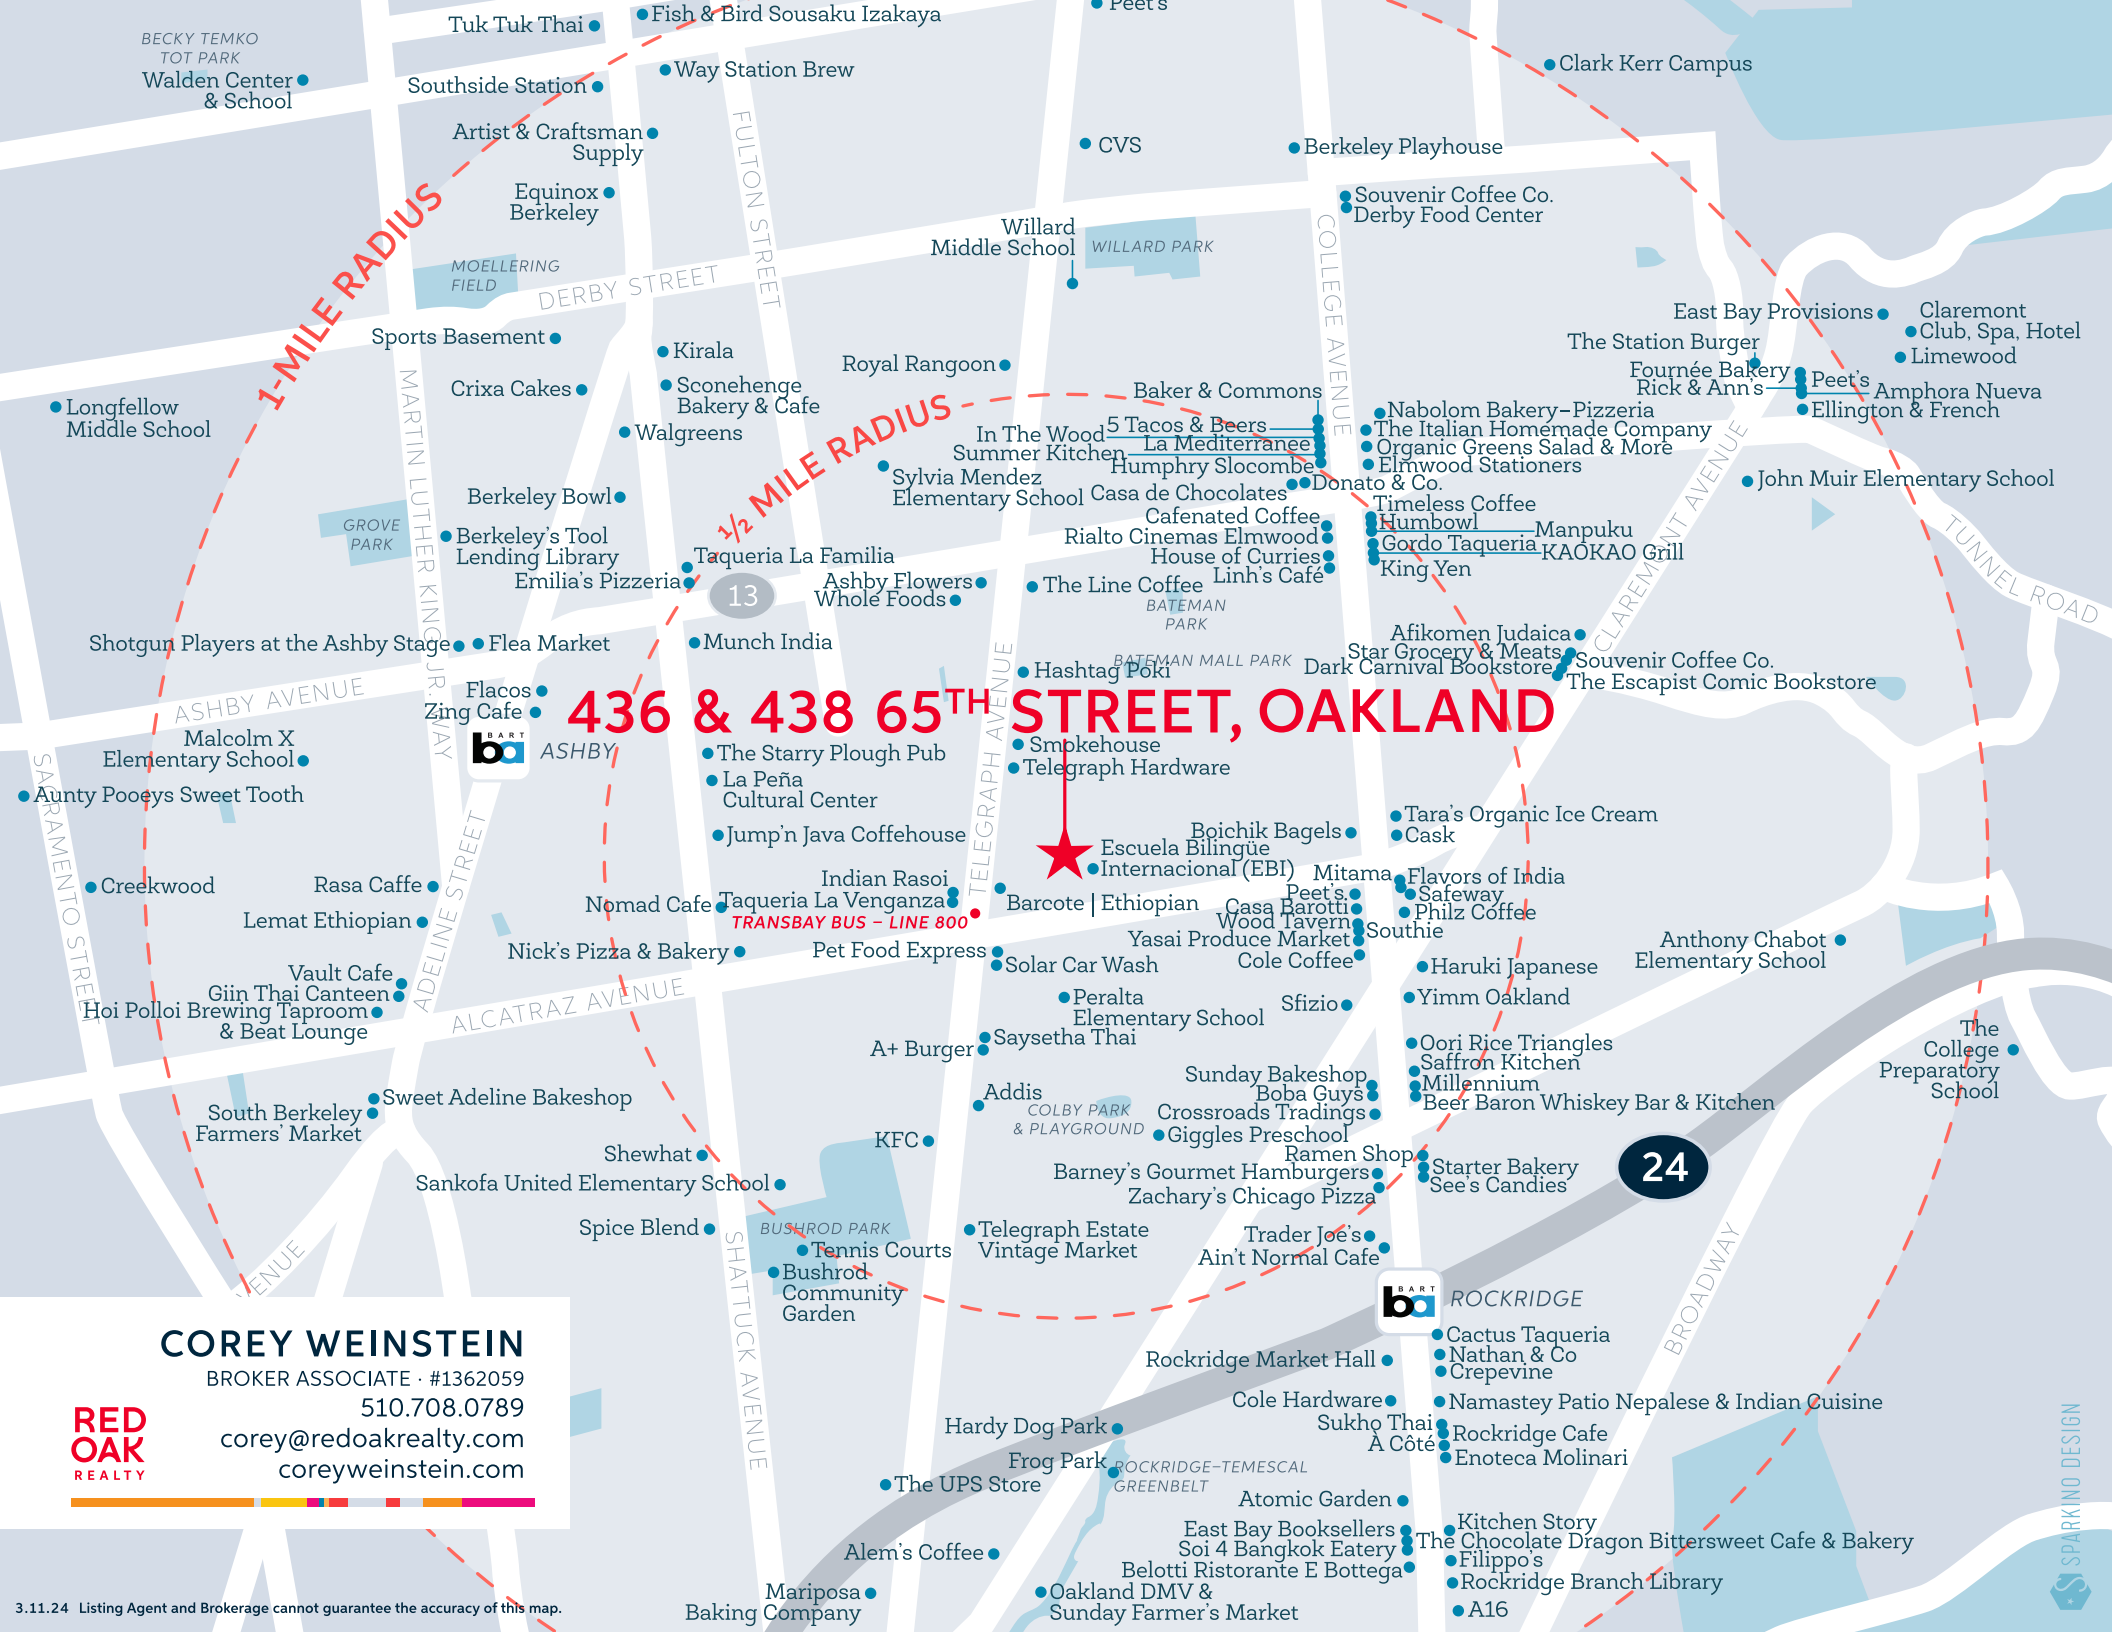 Peet's
Tuk Tuk Thai
Fish & Bird Sousaku Izakaya
BECKY TEMKO
TOT PARK
Walden Center
& School
Southside Station
Way Station Brew
Clark Kerr Campus
Artist & Craftsman
Supply
FULTON STREET
CVS
Berkeley Playhouse
Equinox
Berkeley
Souvenir Coffee Co.
Derby Food Center
1-MILE RADIUS
Willard
Middle School
WILLARD PARK
COLLEGE AVENUE
MOELLERING
FIELD
DERBY STREET
Sports Basement
Kirala
Royal Rangoon
East Bay Provisions
Claremont
Club, Spa, Hotel
The Station Burger
Limewood
Fournée Bakery
Rick & Ann's
Peet's
Amphora Nueva
Ellington & French
Crixa Cakes
Sconehenge
Bakery & Cafe
Longfellow
Middle School
MARTIN LUTHER KING JR. WAY
Walgreens
½ MILE RADIUS
Baker & Commons
5 Tacos & Beers
In The Wood
La Mediterranee
Summer Kitchen
Humphry Slocombe
Nabolom Bakery–Pizzeria
The Italian Homemade Company
Organic Greens Salad & More
Elmwood Stationers
Donato & Co.
CLAREMONT AVENUE
Sylvia Mendez
Elementary School
Casa de Chocolates
John Muir Elementary School
Berkeley Bowl
Timeless Coffee
Cafenated Coffee
Humbowl
Manpuku
Rialto Cinemas Elmwood
Gordo Taqueria
KAOKAO Grill
House of Curries
King Yen
Linh's Café
GROVE
PARK
Berkeley's Tool
Lending Library
TUNNEL ROAD
Taqueria La Familia
Emilia's Pizzeria
13
Ashby Flowers
Whole Foods
The Line Coffee
BATEMAN
PARK
Shotgun Players at the Ashby Stage
Flea Market
Munch India
Afikomen Judaica
Star Grocery & Meats
Dark Carnival Bookstore
Souvenir Coffee Co.
The Escapist Comic Bookstore
BATEMAN MALL PARK
Hashtag Poki
TELEGRAPH AVENUE
ASHBY AVENUE
Flacos
Zing Cafe
436 & 438 65TH STREET, OAKLAND
BART
ba
ASHBY
Malcolm X
Elementary School
SACRAMENTO STREET
Aunty Pooeys Sweet Tooth
The Starry Plough Pub
La Peña
Cultural Center
Smokehouse
Telegraph Hardware
ADELINE STREET
Jump'n Java Coffehouse
Boichik Bagels
Tara's Organic Ice Cream
Cask
Escuela Bilingüe
Internacional (EBI)
Creekwood
Rasa Caffe
Lemat Ethiopian
Indian Rasoi
Nomad Cafe
Taqueria La Venganza
TRANSBAY BUS – LINE 800
Barcote | Ethiopian
Mitama
Flavors of India
Peet's
Safeway
Casa Barotti
Philz Coffee
Wood Tavern
Southie
Yasai Produce Market
Cole Coffee
Nick's Pizza & Bakery
Pet Food Express
Solar Car Wash
Haruki Japanese
Anthony Chabot
Elementary School
Vault Cafe
Giin Thai Canteen
Hoi Polloi Brewing Taproom
& Beat Lounge
ALCATRAZ AVENUE
Peralta
Elementary School
Sfizio
Yimm Oakland
The
College
Preparatory
School
A+ Burger
Saysetha Thai
Oori Rice Triangles
Saffron Kitchen
Sunday Bakeshop
Millennium
Boba Guys
Beer Baron Whiskey Bar & Kitchen
Crossroads Tradings
Addis
COLBY PARK
& PLAYGROUND
Giggles Preschool
Sweet Adeline Bakeshop
South Berkeley
Farmers' Market
KFC
Shewhat
Ramen Shop
Starter Bakery
See's Candies
Barney's Gourmet Hamburgers
Zachary's Chicago Pizza
24
Sankofa United Elementary School
Spice Blend
BUSHROD PARK
Tennis Courts
Bushrod
Community
Garden
Telegraph Estate
Vintage Market
Trader Joe's
Ain't Normal Cafe
SHATTUCK AVENUE
BROADWAY
BART
ba
ROCKRIDGE
ENUE
Rockridge Market Hall
Cactus Taqueria
Nathan & Co
Crepevine
Cole Hardware
Namastey Patio Nepalese & Indian Cuisine
Sukho Thai
Rockridge Cafe
À Côté
Enoteca Molinari
Hardy Dog Park
Frog Park
ROCKRIDGE–TEMESCAL
GREENBELT
The UPS Store
Atomic Garden
East Bay Booksellers
Kitchen Story
Soi 4 Bangkok Eatery
The Chocolate Dragon Bittersweet Cafe & Bakery
Filippo's
Belotti Ristorante E Bottega
Rockridge Branch Library
A16
Alem's Coffee
Mariposa
Baking Company
Oakland DMV &
Sunday Farmer's Market
COREY WEINSTEIN
BROKER ASSOCIATE · #1362059
510.708.0789
corey@redoakrealty.com
coreyweinstein.com
RED
OAK
REALTY
3.11.24 Listing Agent and Brokerage cannot guarantee the accuracy of this map.
SPARKINO DESIGN